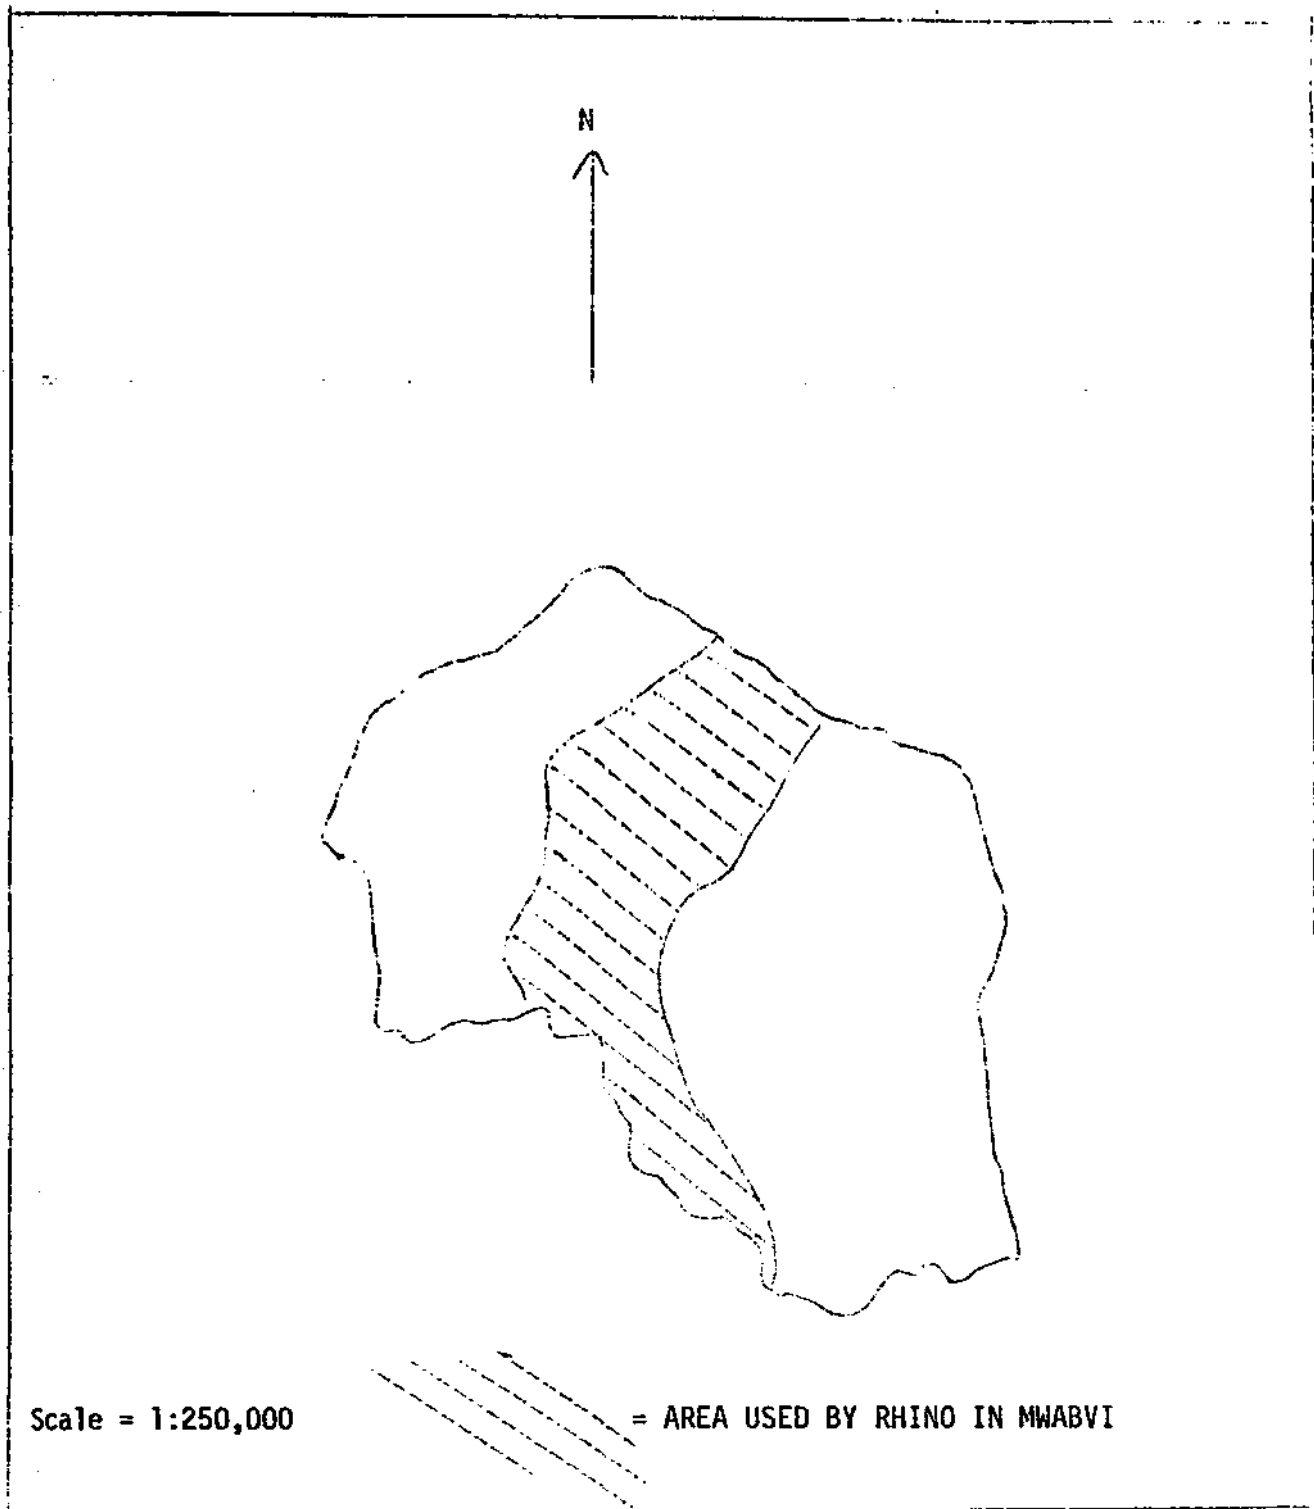 N
Scale = 1:250,000
= AREA USED BY RHINO IN MWABVI